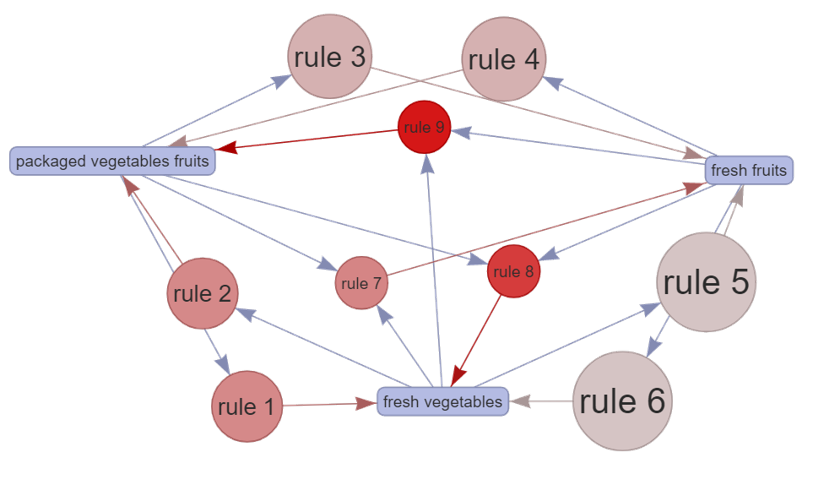 rule 3
rule 4
rule 9
packaged vegetables fruits
fresh fruits
rule 2
rule 7
rule 8
rule 5
rule 1
fresh vegetables
rule 6